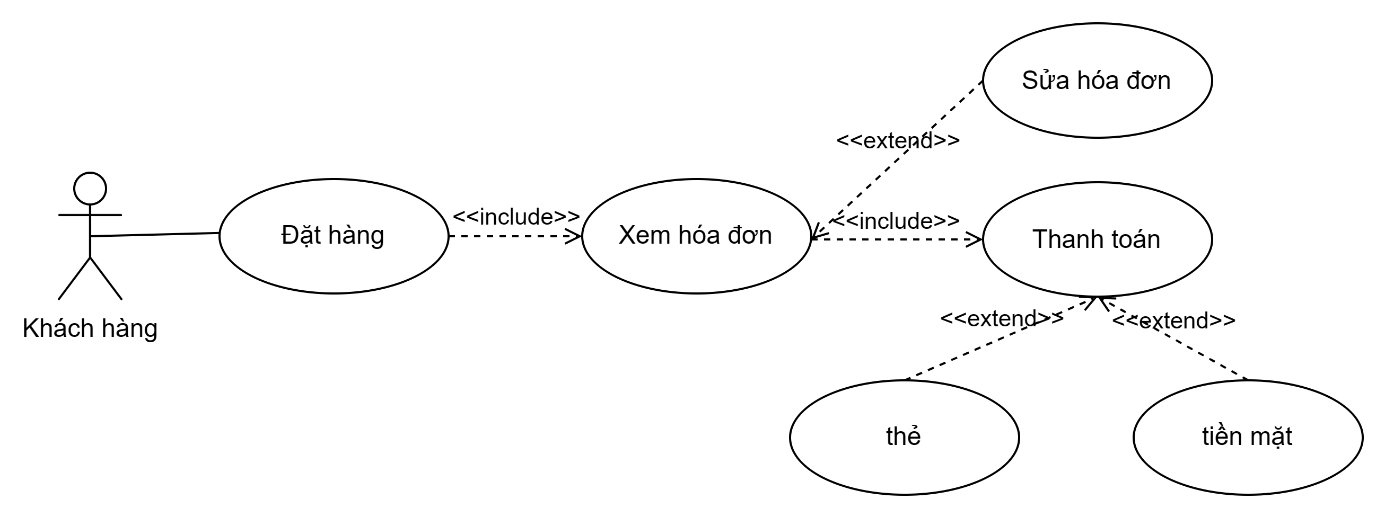 Sửa hóa đơn
<<extend>>
Đặt hàng
<<include>>
Xem hóa đơn
<<include>>
Thanh toán
Khách hàng
<<extend>>
<<extend>>
thẻ
tiền mặt